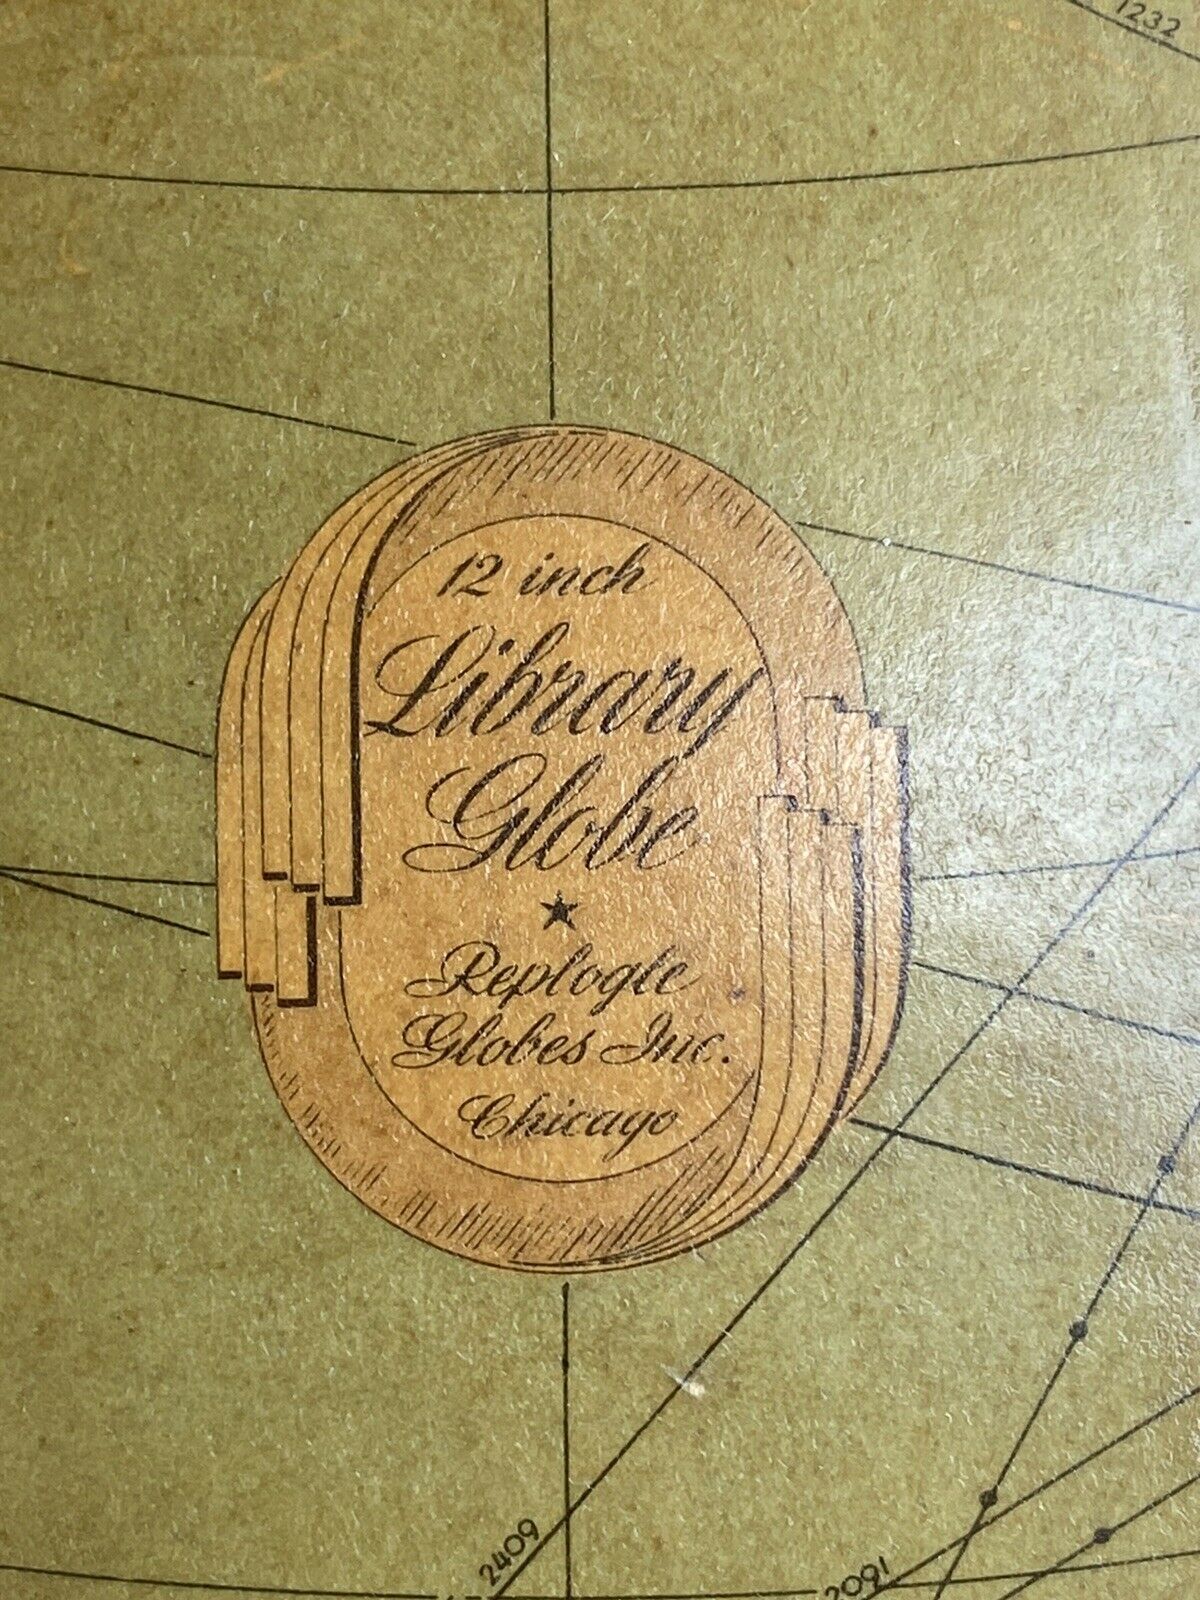 1232
12 inch
Library
Globe
Replogle
Globes Inc.
Chicago
2409
2091